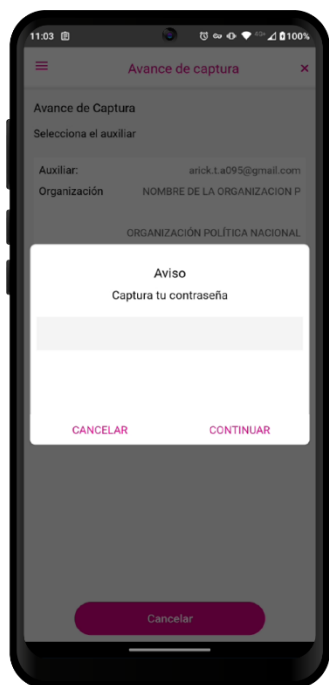 11:03 100%
Avance de captura ×
Avance de Captura
Selecciona el auxiliar
Auxiliar: arick.t.a095@gmail.com
Organización NOMBRE DE LA ORGANIZACION P
ORGANIZACIÓN POLÍTICA NACIONAL
Aviso
Captura tu contraseña
CANCELAR CONTINUAR
Cancelar